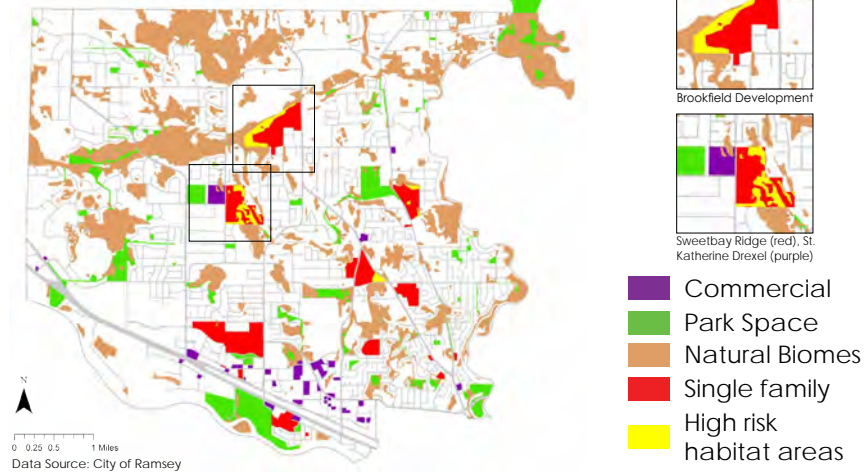 Brookfield Development
Sweetbay Ridge (red), St.
Katherine Drexel (purple)
Commercial
Park Space
Natural Biomes
Single family
High risk
habitat areas
N
0 0.25 0.5 1 Miles
Data Source: City of Ramsey